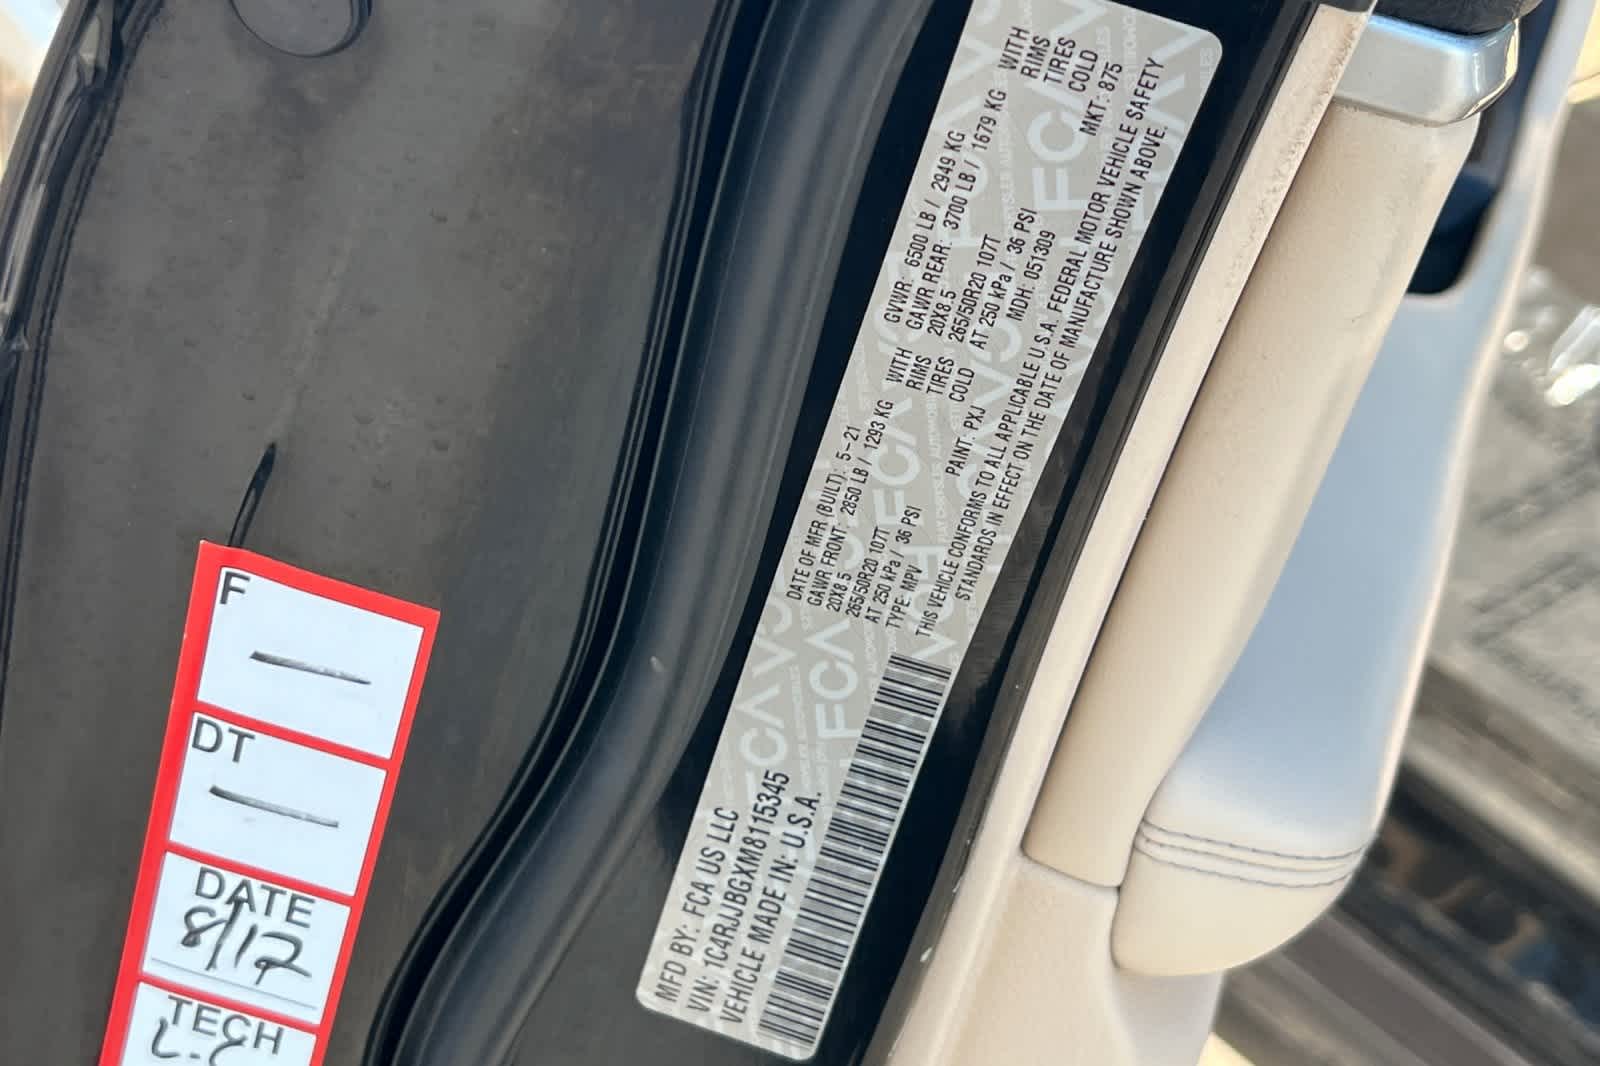 MFD BY: FCA US LLC
VIN: 1C4RJJBGXM8115345
VEHICLE MADE IN: U.S.A.
DATE OF MFR (BUILT): 5-21 GVWR: 6500 LB / 2949 KG
GAWR FRONT: 2850 LB / 1293 KG WITH GAWR REAR: 3700 LB / 1679 KG WITH
20X8.5 RIMS 20X8.5 RIMS
265/50R20 107T TIRES 265/50R20 107T TIRES
AT 250 kPa / 36 PSI COLD AT 250 kPa / 36 PSI COLD
TYPE: MPV PAINT: PXJ MDH: 051309 MKT: 875
THIS VEHICLE CONFORMS TO ALL APPLICABLE U.S.A. FEDERAL MOTOR VEHICLE SAFETY
STANDARDS IN EFFECT ON THE DATE OF MANUFACTURE SHOWN ABOVE.
FCA
F
DT
DATE
8/17
TECH